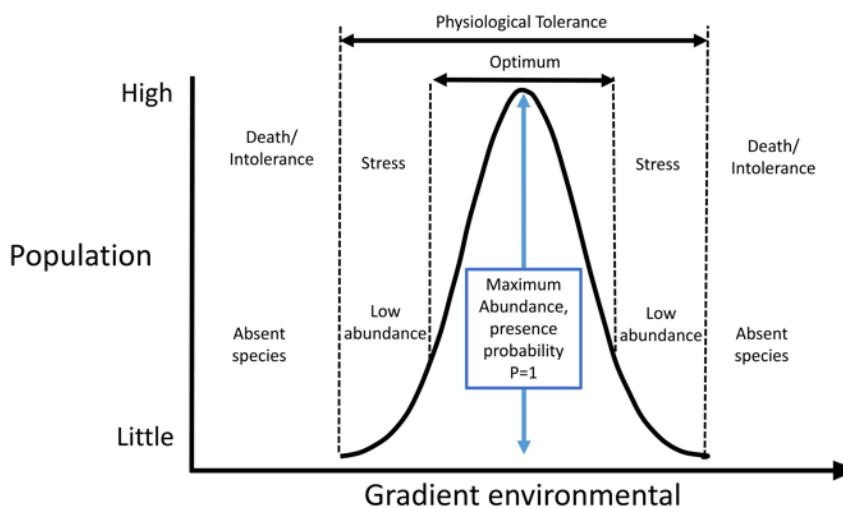 Physiological Tolerance
Optimum
High
Death/
Intolerance
Stress
Stress
Death/
Intolerance
Population
Maximum
Abundance,
presence
probability
P=1
Low
abundance
Low
abundance
Absent
species
Absent
species
Little
Gradient environmental